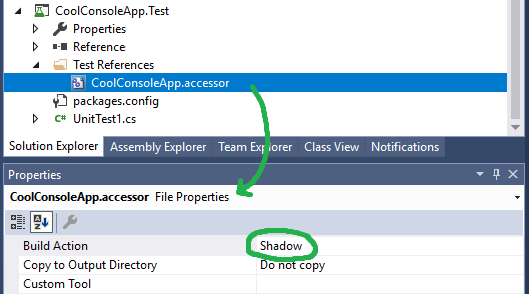 CoolConsoleApp.Test
Properties
Reference
Test References
CoolConsoleApp.accessor
packages.config
UnitTest1.cs
Solution Explorer Assembly Explorer Team Explorer Class View Notifications
Properties
CoolConsoleApp.accessor File Properties
Build Action Shadow
Copy to Output Directory Do not copy
Custom Tool